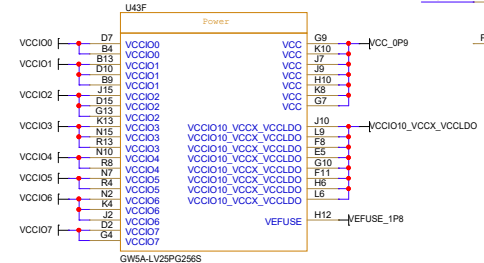 U43F
Power
VCCIO0 D7 VCCIO0 VCC G9 VCC_0P9
B4 VCCIO0 VCC K10
VCCIO1 B13 VCCIO1 VCC J7
D10 VCCIO1 VCC J9
B9 VCCIO1 VCC H10
VCCIO2 J15 VCCIO2 VCC K8
D15 VCCIO2 VCC G7
G13 VCCIO2
VCCIO3 K13 VCCIO3 VCCIO10_VCCX_VCCLDO J10 VCCIO10_VCCX_VCCLDO
N15 VCCIO3 VCCIO10_VCCX_VCCLDO L9
R13 VCCIO3 VCCIO10_VCCX_VCCLDO F8
VCCIO4 N10 VCCIO4 VCCIO10_VCCX_VCCLDO E5
R8 VCCIO4 VCCIO10_VCCX_VCCLDO G10
VCCIO5 N7 VCCIO5 VCCIO10_VCCX_VCCLDO F11
R4 VCCIO5 VCCIO10_VCCX_VCCLDO H6
VCCIO6 N2 VCCIO6 VCCIO10_VCCX_VCCLDO L6
K4 VCCIO6
J2 VCCIO6 VEFUSE H12 VEFUSE_1P8
VCCIO7 D2 VCCIO7
G4 VCCIO7
GW5A-LV25PG256S